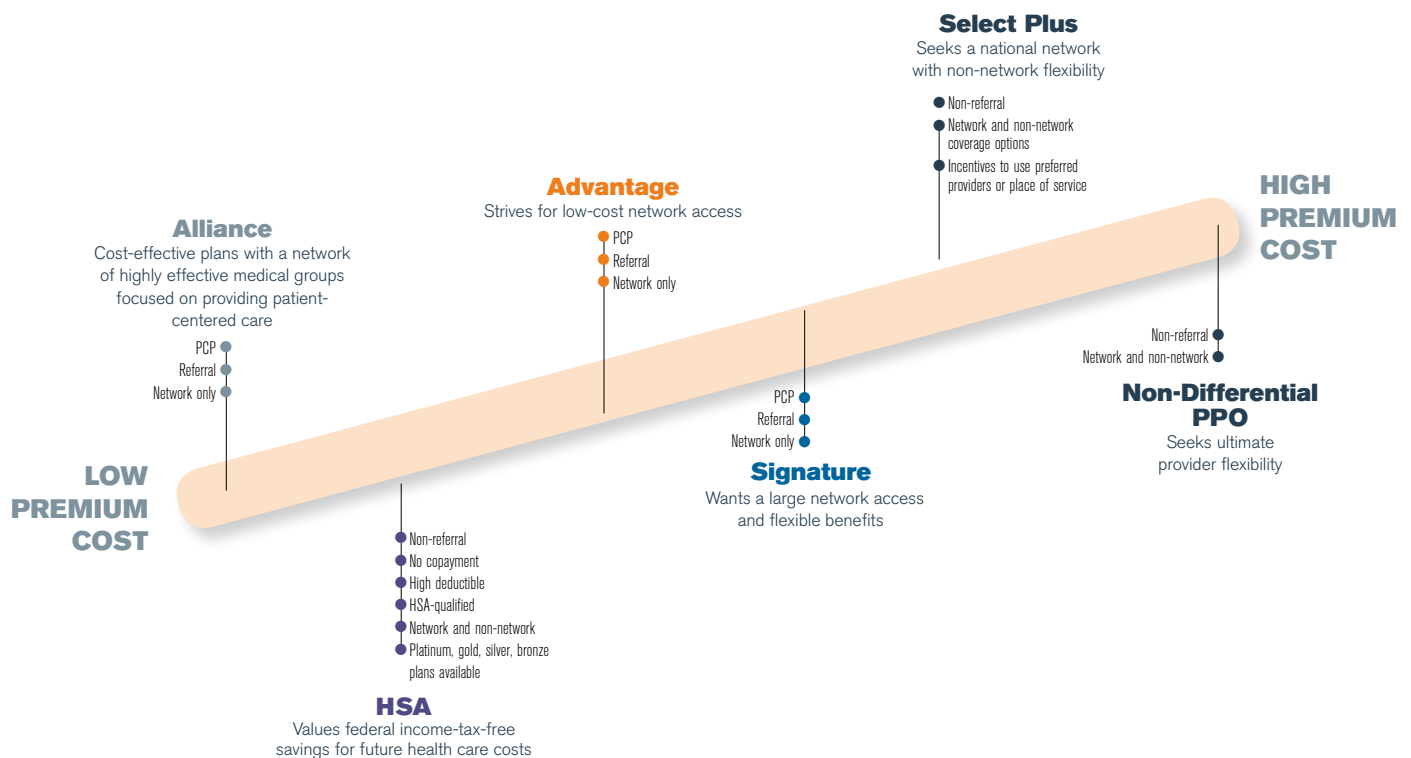 Select Plus
Seeks a national network
with non-network flexibility
Non-referral
Network and non-network
coverage options
Incentives to use preferred
providers or place of service
HIGH
PREMIUM
COST
Advantage
Strives for low-cost network access
PCP
Referral
Network only
Alliance
Cost-effective plans with a network
of highly effective medical groups
focused on providing patient-
centered care
PCP
Referral
Network only
LOW
PREMIUM
COST
Non-referral
Network and non-network
Non-Differential
PPO
Seeks ultimate
provider flexibility
PCP
Referral
Network only
Signature
Wants a large network access
and flexible benefits
Non-referral
No copayment
High deductible
HSA-qualified
Network and non-network
Platinum, gold, silver, bronze
plans available
HSA
Values federal income-tax-free
savings for future health care costs